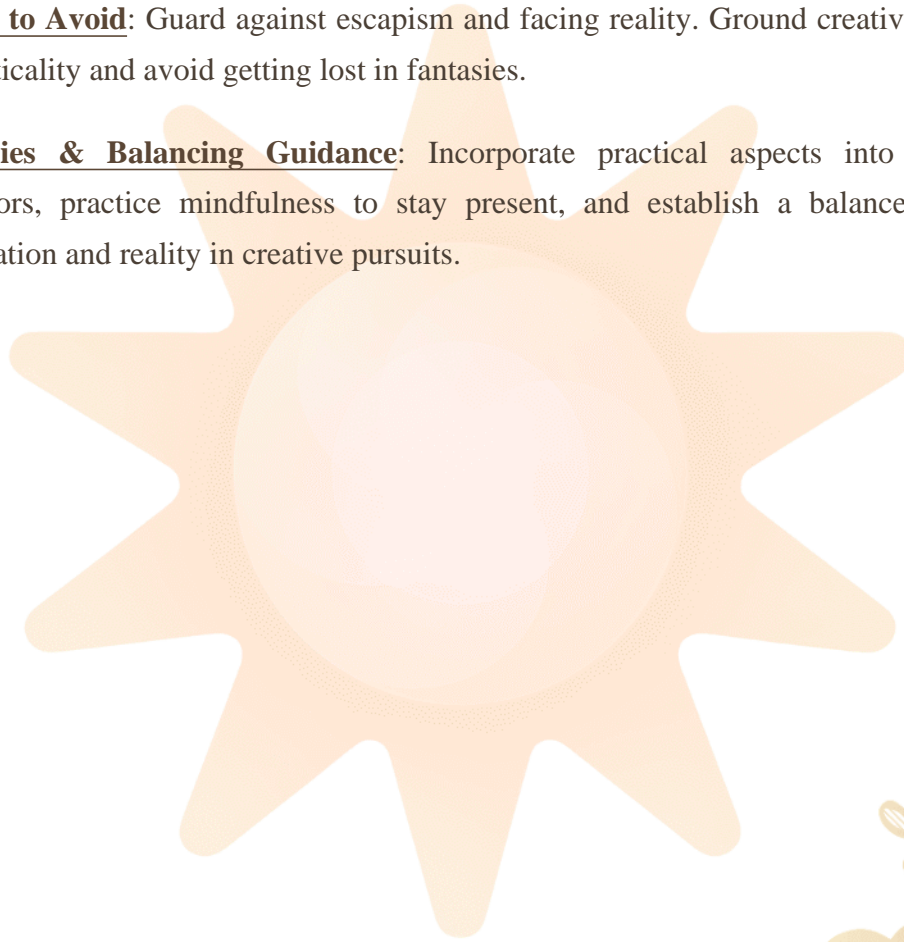 to Avoid: Guard against escapism and facing reality. Ground creativ
ticality and avoid getting lost in fantasies.
ies & Balancing Guidance: Incorporate practical aspects into
ors, practice mindfulness to stay present, and establish a balance
ation and reality in creative pursuits.